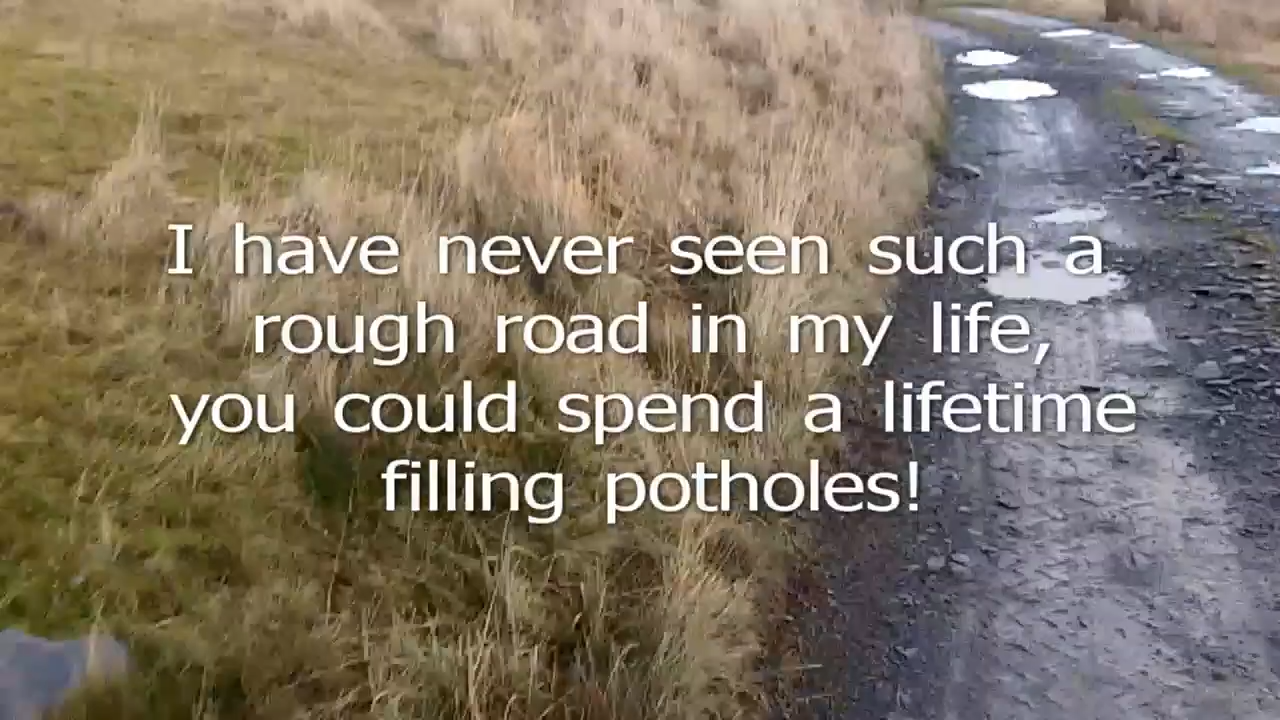 I have never seen such a
rough road in my life,
you could spend a lifetime
filling potholes!